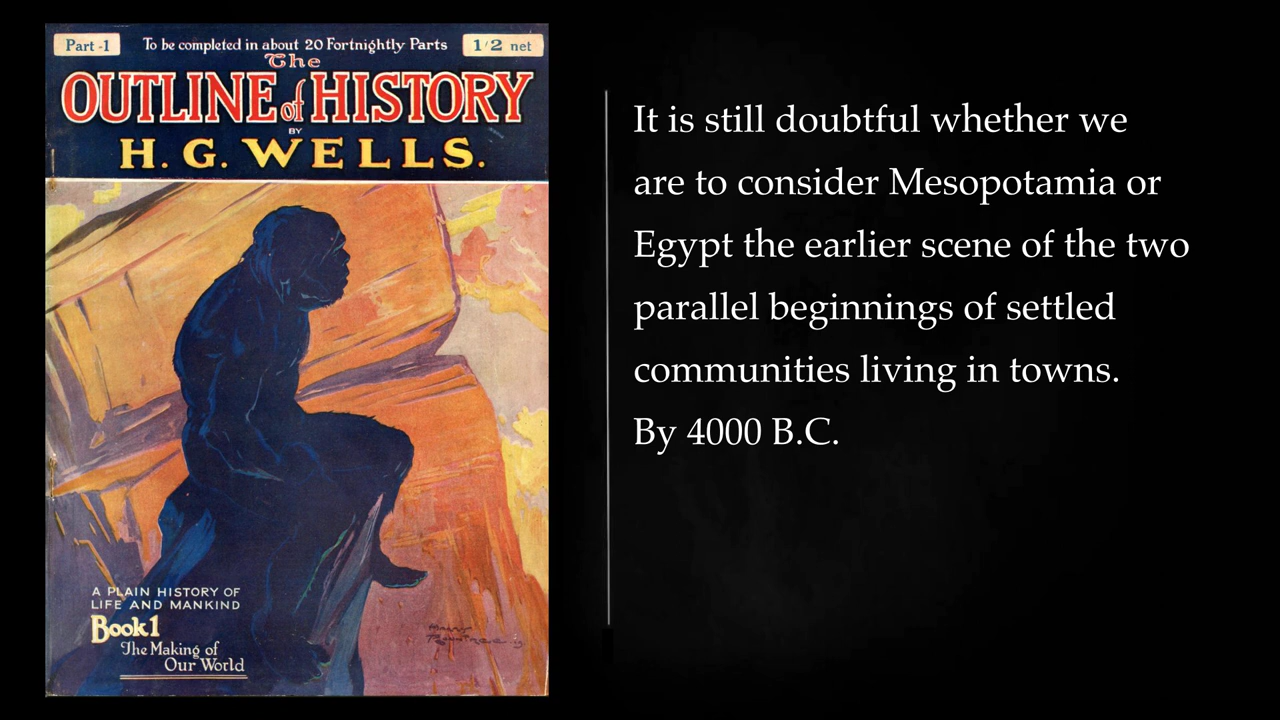 Part -1
To be completed in about 20 Fortnightly Parts
1/2 net
The
OUTLINE of HISTORY
BY
H. G. WELLS.
A PLAIN HISTORY OF
LIFE AND MANKIND
Book 1
The Making of
Our World
It is still doubtful whether we
are to consider Mesopotamia or
Egypt the earlier scene of the two
parallel beginnings of settled
communities living in towns.
By 4000 B.C.